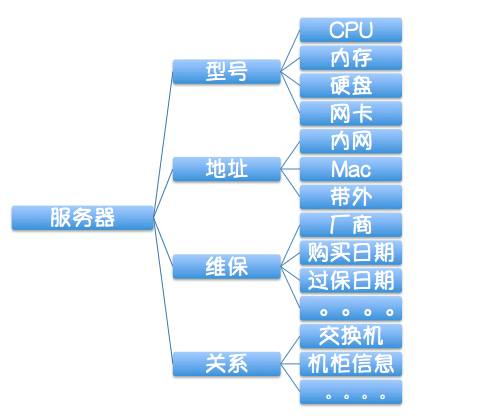 服务器
型号
CPU
内存
硬盘
网卡
地址
内网
Mac
带外
维保
厂商
购买日期
过保日期
。。。。
关系
交换机
机柜信息
。。。。